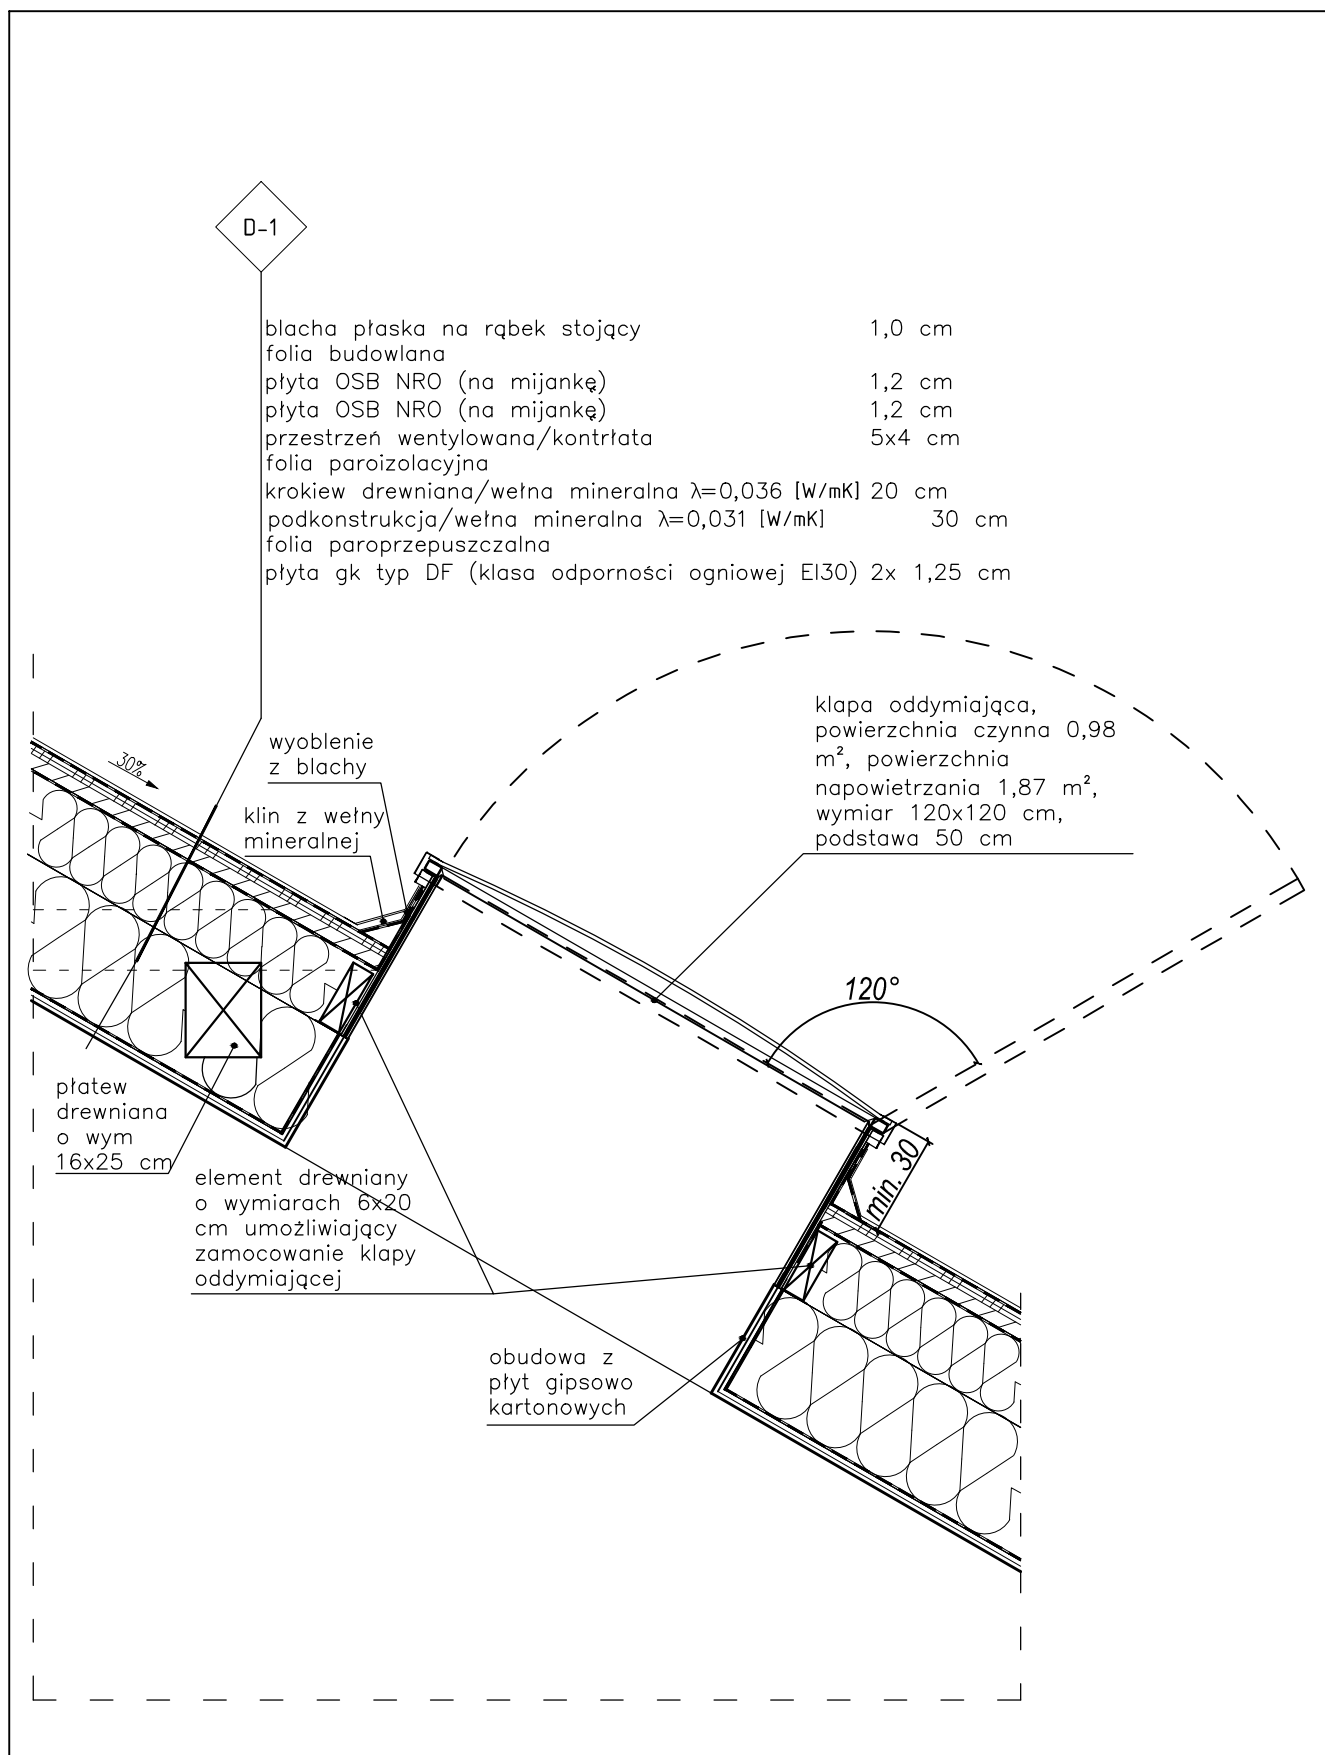 D-1
blacha płaska na rąbek stojący 1,0 cm
folia budowlana
płyta OSB NRO (na mijankę) 1,2 cm
płyta OSB NRO (na mijankę) 1,2 cm
przestrzeń wentylowana/kontrłata 5x4 cm
folia paroizolacyjna
krokiew drewniana/wełna mineralna λ=0,036 [W/mK] 20 cm
podkonstrukcja/wełna mineralna λ=0,031 [W/mK] 30 cm
folia paroprzepuszczalna
płyta gk typ DF (klasa odporności ogniowej EI30) 2x 1,25 cm
klapa oddymiająca,
powierzchnia czynna 0,98
m², powierzchnia
napowietrzania 1,87 m²,
wymiar 120x120 cm,
podstawa 50 cm
wyoblenie
z blachy
30%
klin z wełny
mineralnej
120°
płatew
drewniana
o wym
16x25 cm
min. 30
element drewniany
o wymiarach 6x20
cm umożliwiający
zamocowanie klapy
oddymiającej
obudowa z
płyt gipsowo
kartonowych